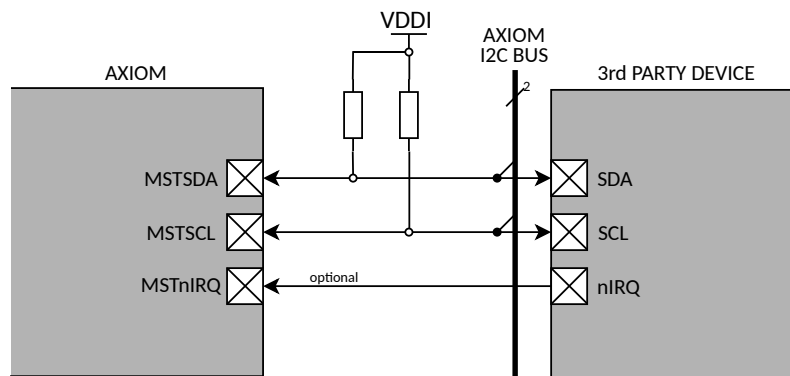 VDDI
AXIOM
I2C BUS
AXIOM
3rd PARTY DEVICE
2
MSTSDA
SDA
MSTSCL
SCL
MSTnIRQ
optional
nIRQ